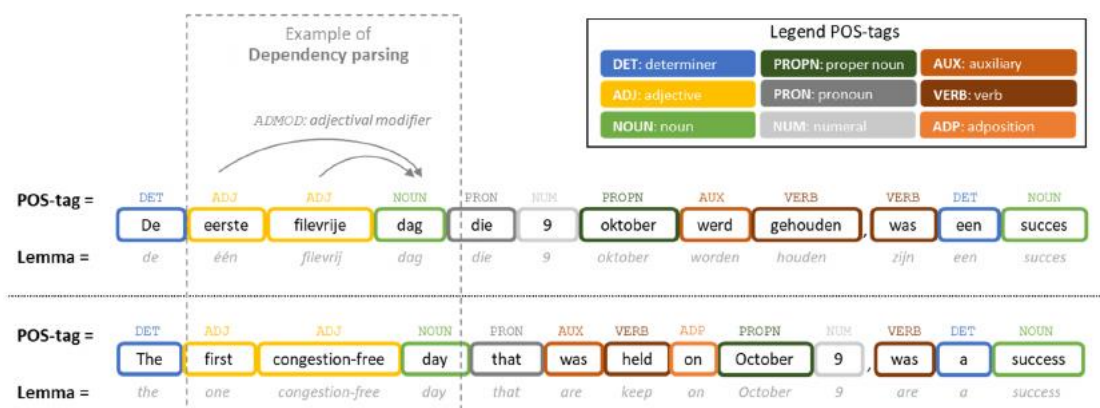 Example of
Dependency parsing
Legend POS-tags
DET: determiner PROPN: proper noun AUX: auxiliary
ADJ: adjective PRON: pronoun VERB: verb
NOUN: noun NUM: numeral ADP: adposition
ADMOD: adjectival modifier
POS-tag = DET ADJ ADJ NOUN PRON NUM PROPN AUX VERB VERB DET NOUN
De eerste filevrije dag die 9 oktober werd gehouden , was een succes
Lemma = de één filevrij dag die 9 oktober worden houden zijn een succes
POS-tag = DET ADJ ADJ NOUN PRON AUX VERB ADP PROPN NUM VERB DET NOUN
The first congestion-free day that was held on October 9 , was a success
Lemma = the one congestion-free day that are keep on October 9 are a success